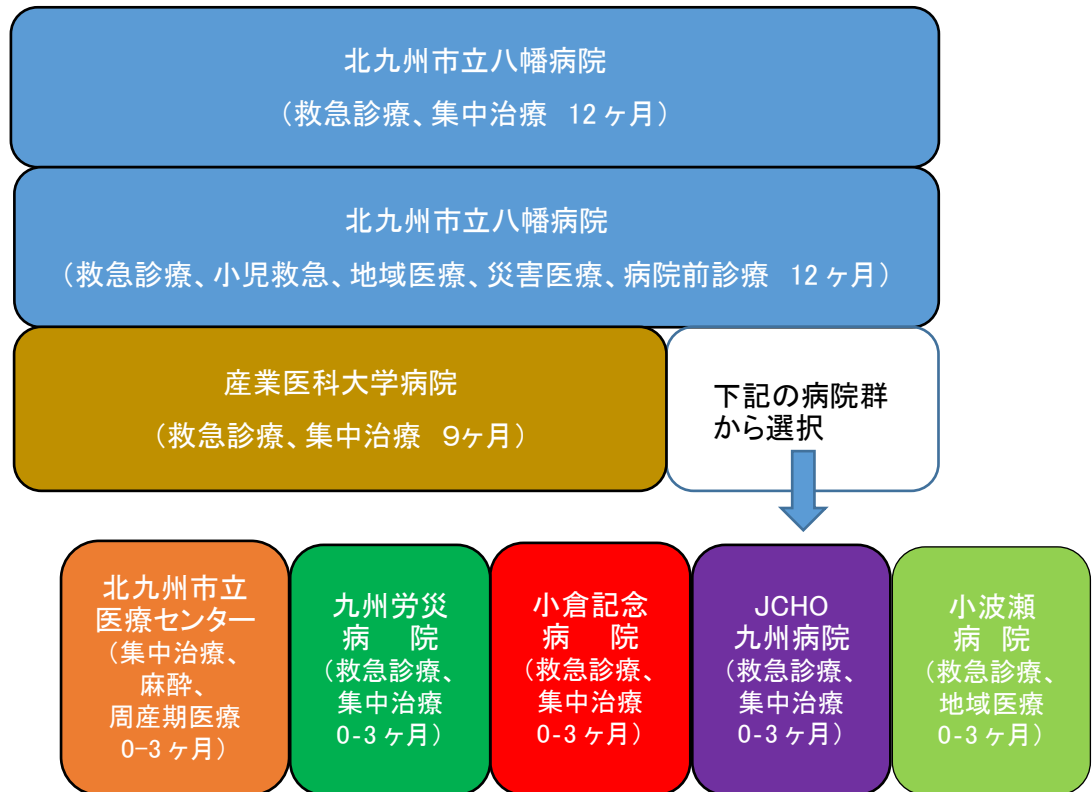 北九州市立八幡病院
（救急診療、集中治療 12ヶ月）
北九州市立八幡病院
（救急診療、小児救急、地域医療、災害医療、病院前診療 12ヶ月）
産業医科大学病院
（救急診療、集中治療 9ヶ月）
下記の病院群
から選択
北九州市立
医療センター
（集中治療、
麻酔、
周産期医療
0-3ヶ月）
九州労災
病 院
（救急診療、
集中治療
0-3ヶ月）
小倉記念
病 院
（救急診療、
集中治療
0-3ヶ月）
JCHO
九州病院
（救急診療、
集中治療
0-3ヶ月）
小波瀬
病 院
（救急診療、
地域医療
0-3ヶ月）